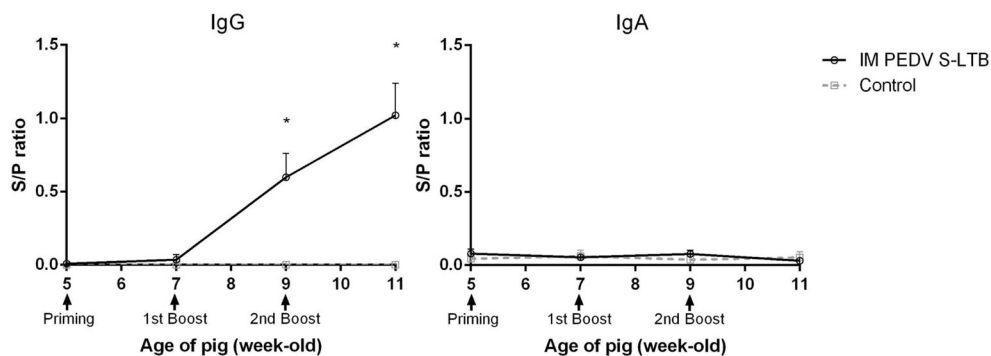 IgG
1.5
*
*
1.0
0.5
0.0
S/P ratio
5 6 7 8 9 10 11
Priming 1st Boost 2nd Boost
Age of pig (week-old)
IgA
1.5
1.0
0.5
0.0
S/P ratio
5 6 7 8 9 10 11
Priming 1st Boost 2nd Boost
Age of pig (week-old)
IM PEDV S-LTB
Control